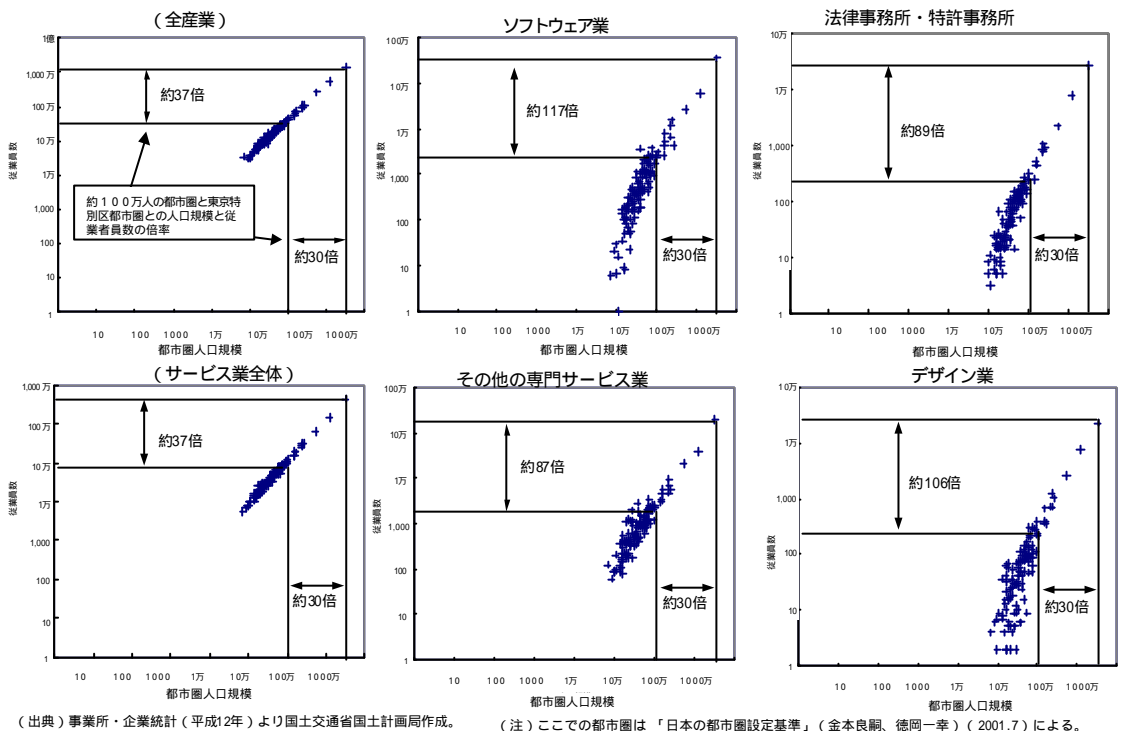 （全産業）
1億
1,000万
100万
10万
1万
1,000
100
10
1
従業員数
約37倍
約１００万人の都市圏と東京特
別区都市圏との人口規模と従
業者員数の倍率
約30倍
10 100 1000 1万 10万 100万 1000万
都市圏人口規模
ソフトウェア業
100万
10万
1万
1,000
100
10
1
従業員数
約117倍
約30倍
10 100 1000 1万 10万 100万 1000万
都市圏人口規模
法律事務所・特許事務所
10万
1万
1,000
100
10
1
従業員数
約89倍
約30倍
10 100 1000 1万 10万 100万 1000万
都市圏人口規模
（サービス業全体）
1,000万
100万
10万
1万
1,000
100
10
1
従業員数
約37倍
約30倍
10 100 1000 1万 10万 100万 1000万
都市圏人口規模
その他の専門サービス業
100万
10万
1万
1,000
100
10
1
従業員数
約87倍
約30倍
10 100 1000 1万 10万 100万 1000万
都市圏人口規模
デザイン業
10万
1万
1,000
100
10
1
従業員数
約106倍
約30倍
10 100 1000 1万 10万 100万 1000万
都市圏人口規模
（出典）事業所・企業統計（平成12年）より国土交通省国土計画局作成。
（注）ここでの都市圏は 「日本の都市圏設定基準」（金本良嗣、徳岡一幸）（2001.7）による。